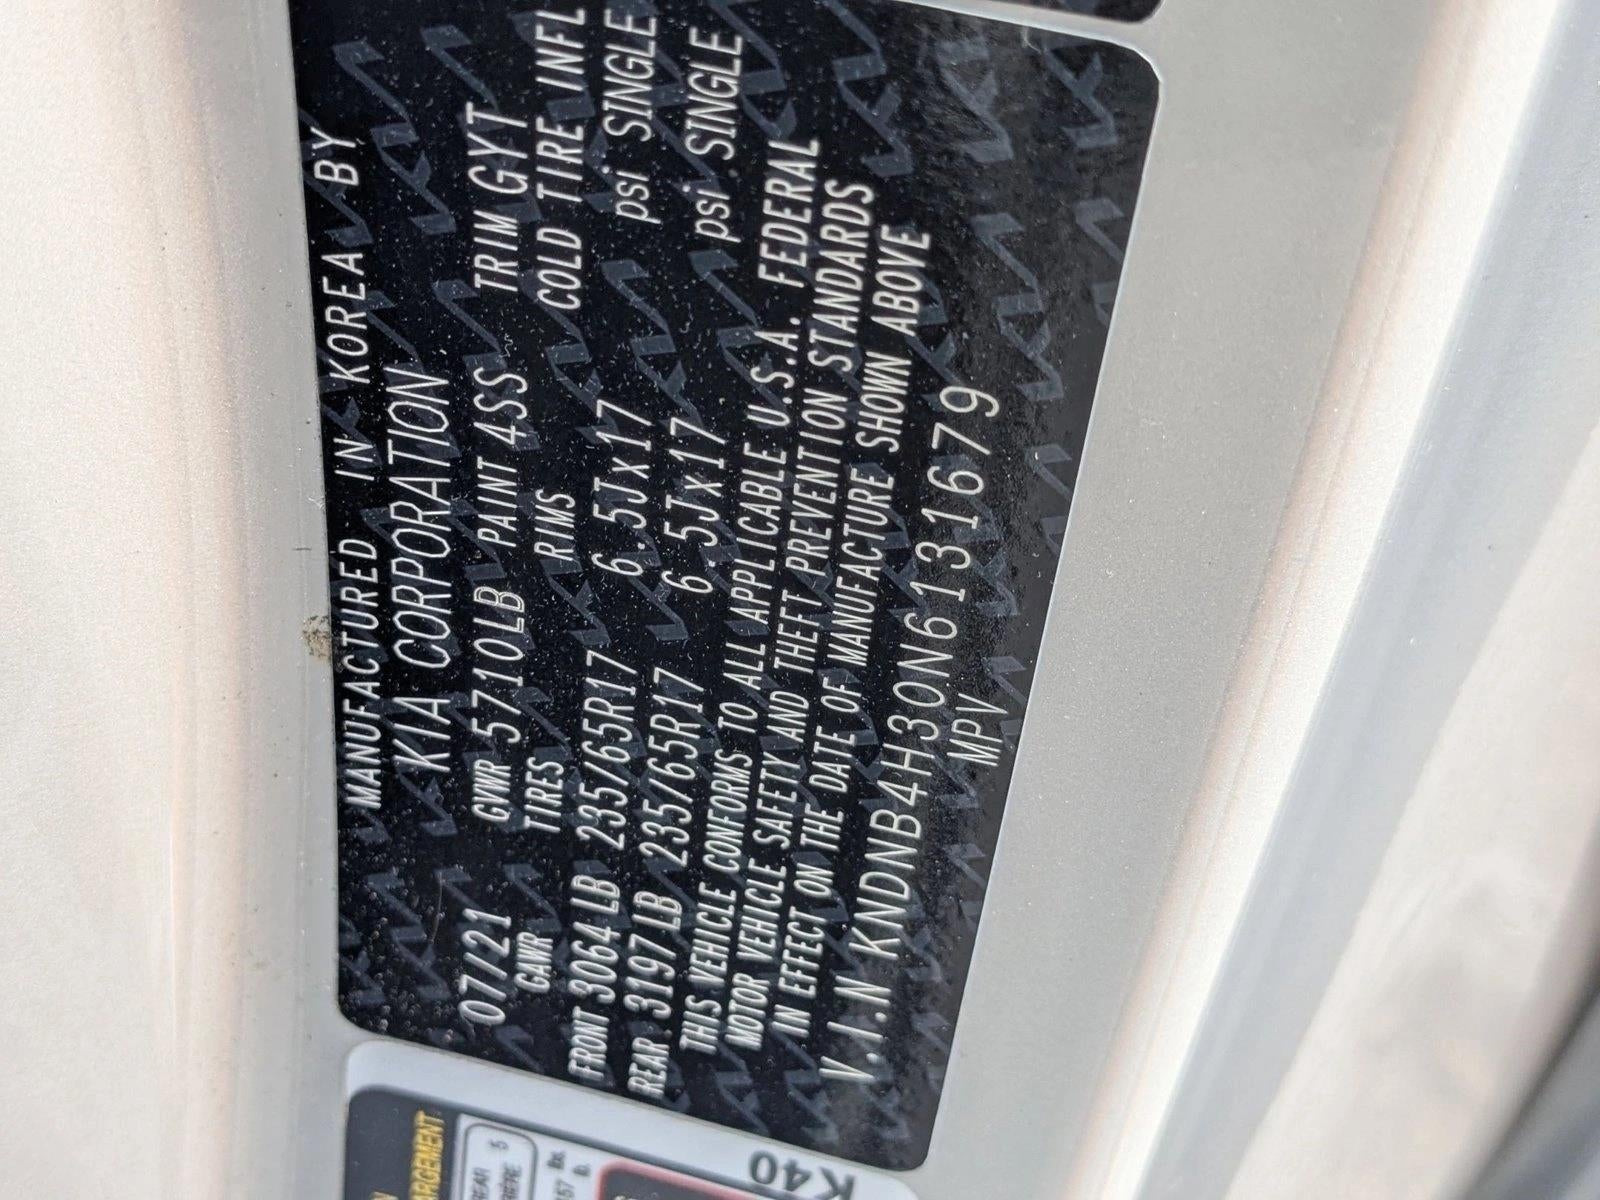 MANUFACTURED IN KOREA BY
KIA CORPORATION
07/21 GVWR 5710LB PAINT 4SS TRIM GYT
GAWR TIRES RIMS COLD TIRE INFL
FRONT 3064LB 235/65R17 6.5Jx17 psi SINGLE
REAR 3197LB 235/65R17 6.5Jx17 psi SINGLE
THIS VEHICLE CONFORMS TO ALL APPLICABLE U.S.A. FEDERAL
MOTOR VEHICLE SAFETY AND THEFT PREVENTION STANDARDS
IN EFFECT ON THE DATE OF MANUFACTURE SHOWN ABOVE
V.I.N KNDNB4H30N6131679
MPV
K40
5
lbs.
lb.